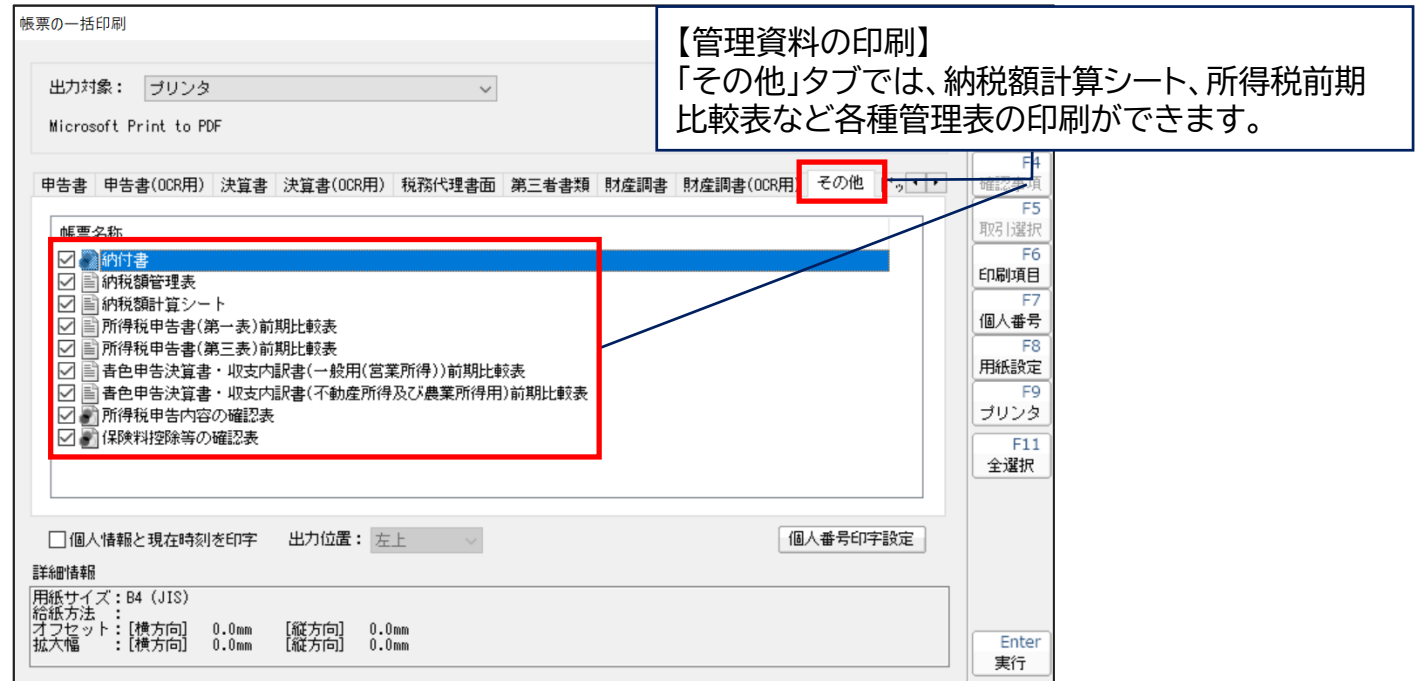 帳票の一括印刷
【管理資料の印刷】
「その他」タブでは、納税額計算シート、所得税前期
比較表など各種管理表の印刷ができます。
出力対象： プリンタ
Microsoft Print to PDF
申告書 申告書(OCR用) 決算書 決算書(OCR用) 税務代理書面 第三者書類 財産調書 財産調書(OCR用) その他
帳票名称
納付書
納税額管理表
納税額計算シート
所得税申告書(第一表)前期比較表
所得税申告書(第三表)前期比較表
青色申告決算書・収支内訳書(一般用(営業所得))前期比較表
青色申告決算書・収支内訳書(不動産所得及び農業所得用)前期比較表
所得税申告内容の確認表
保険料控除等の確認表
F4
確認事項
F5
取引選択
F6
印刷項目
F7
個人番号
F8
用紙設定
F9
プリンタ
F11
全選択
個人情報と現在時刻を印字 出力位置： 左上 個人番号印字設定
詳細情報
用紙サイズ：B4 (JIS)
給紙方法 ：
オフセット：[横方向] 0.0mm [縦方向] 0.0mm
拡大幅 ：[横方向] 0.0mm [縦方向] 0.0mm
Enter
実行